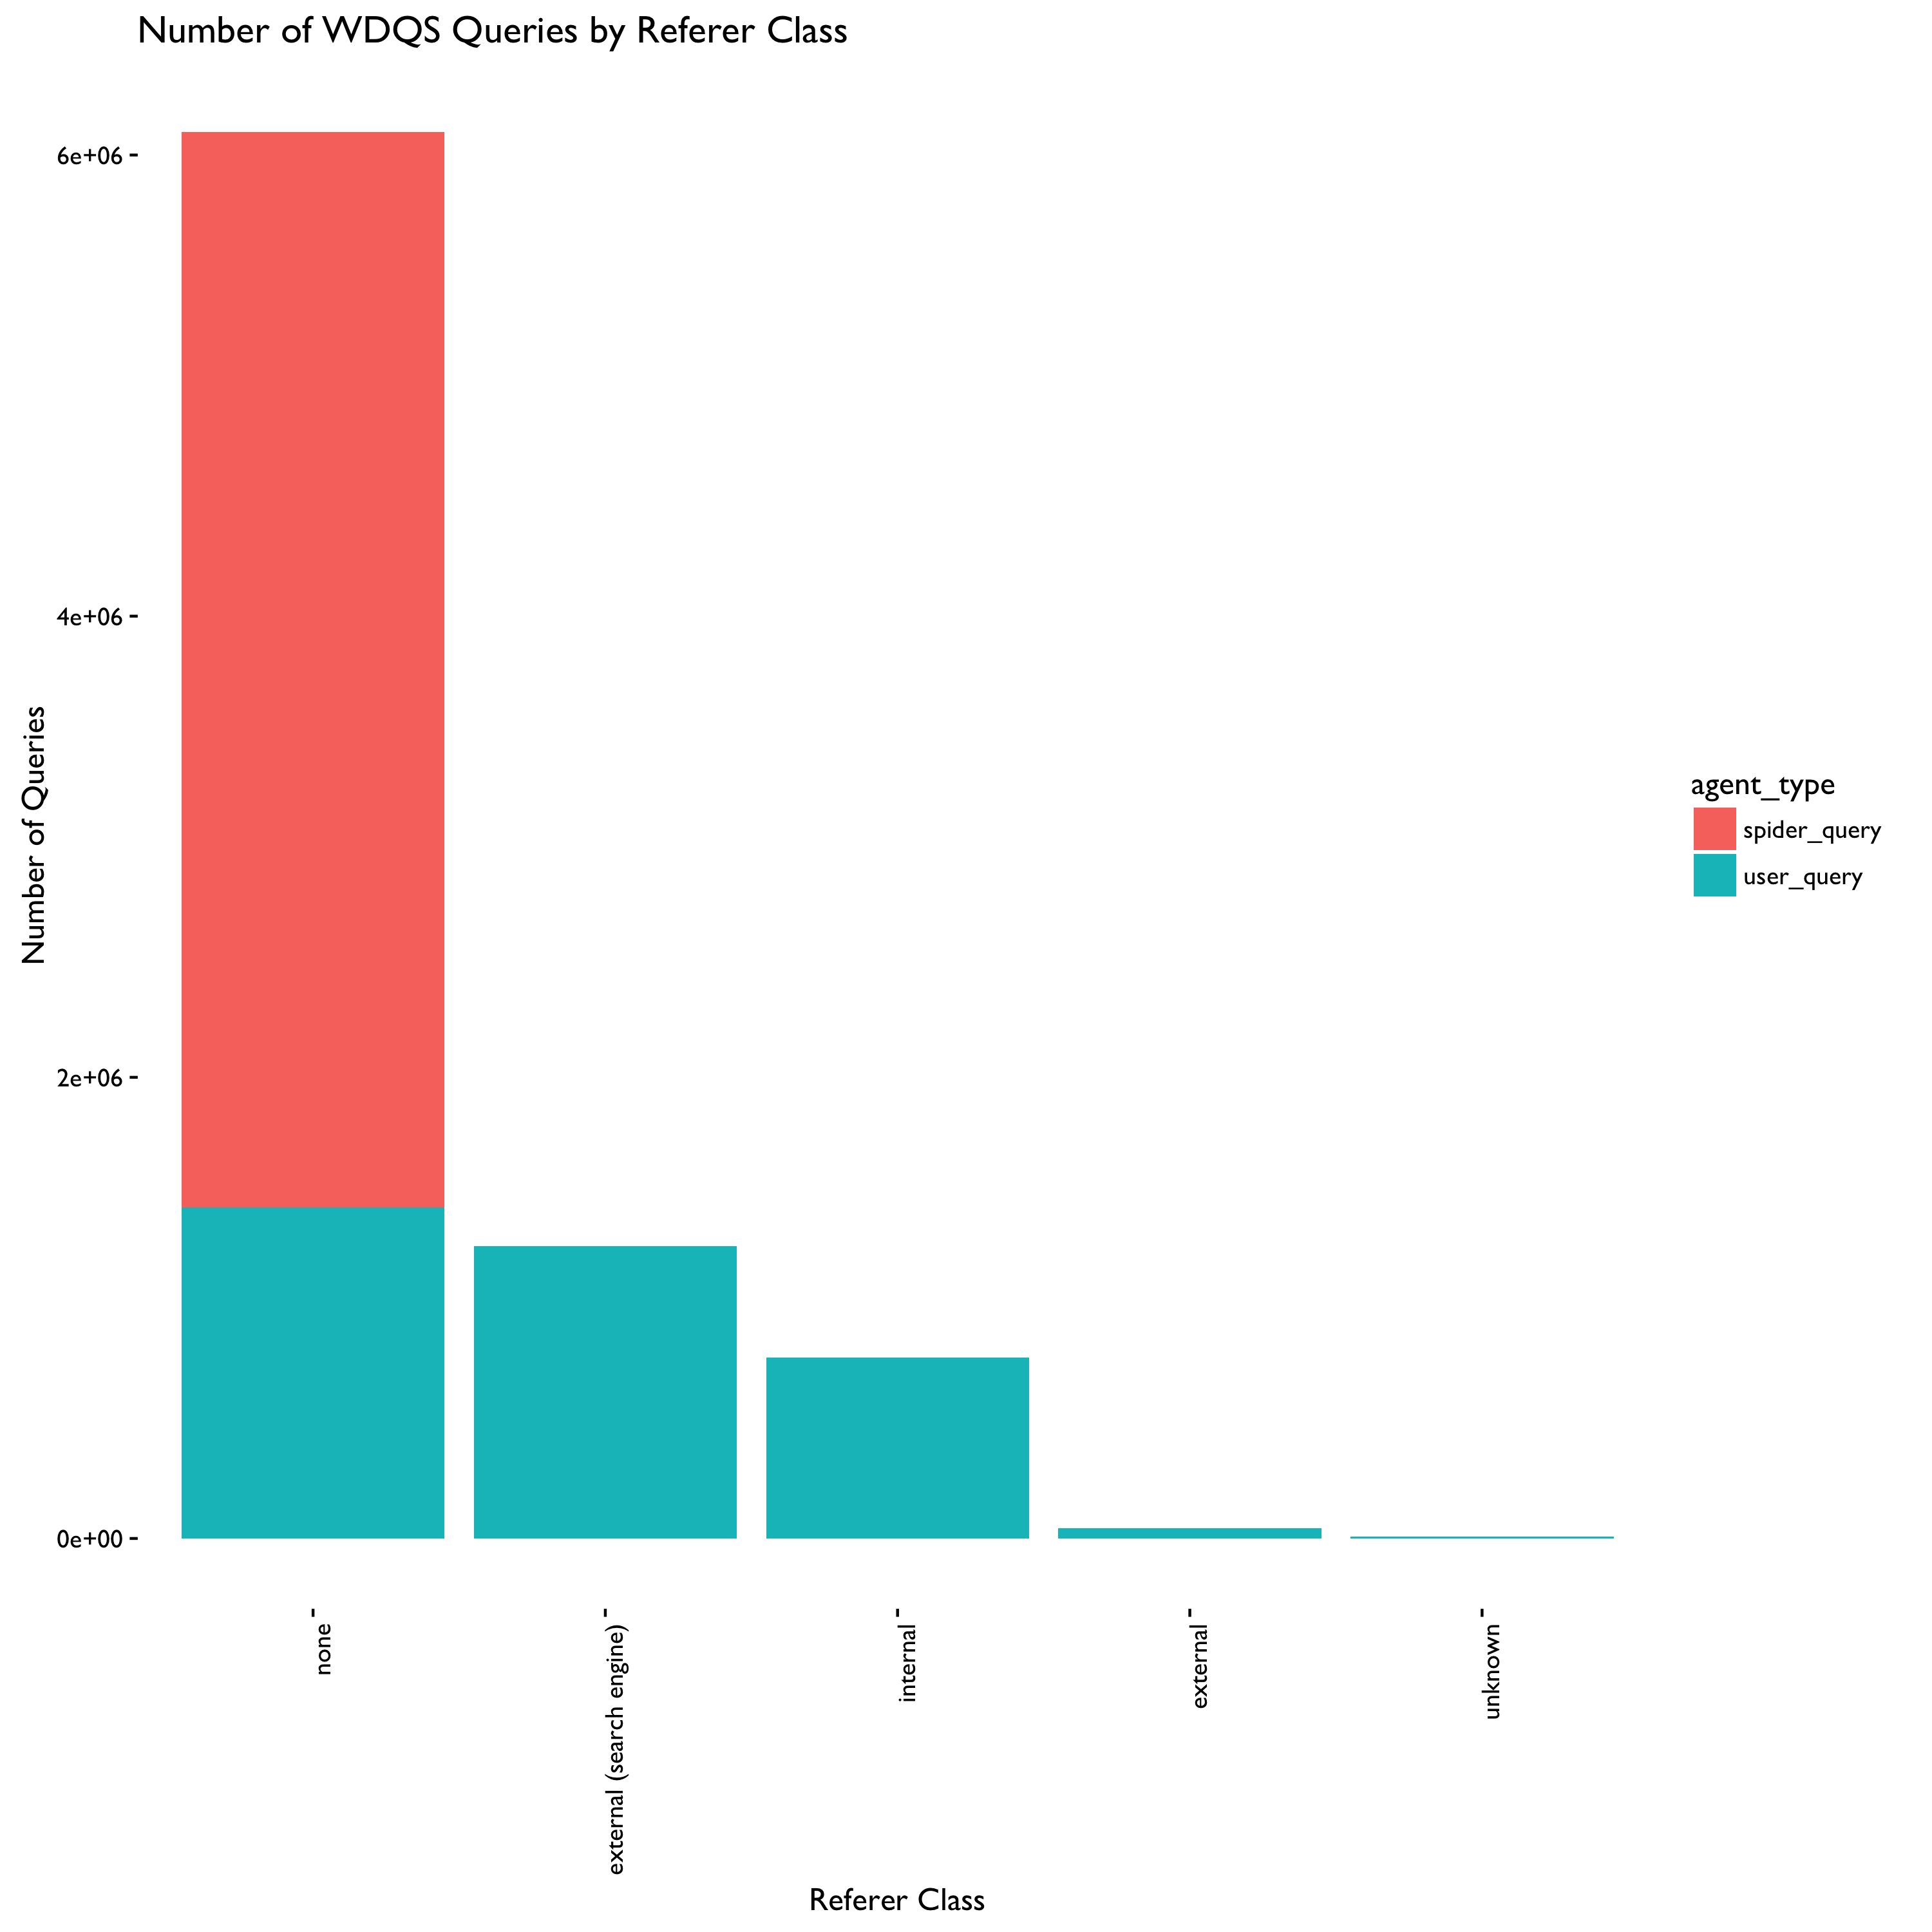 Number of WDQS Queries by Referer Class
6e+06
4e+06
2e+06
0e+00
Number of Queries
none
external (search engine)
internal
external
unknown
Referer Class
agent_type
spider_query
user_query